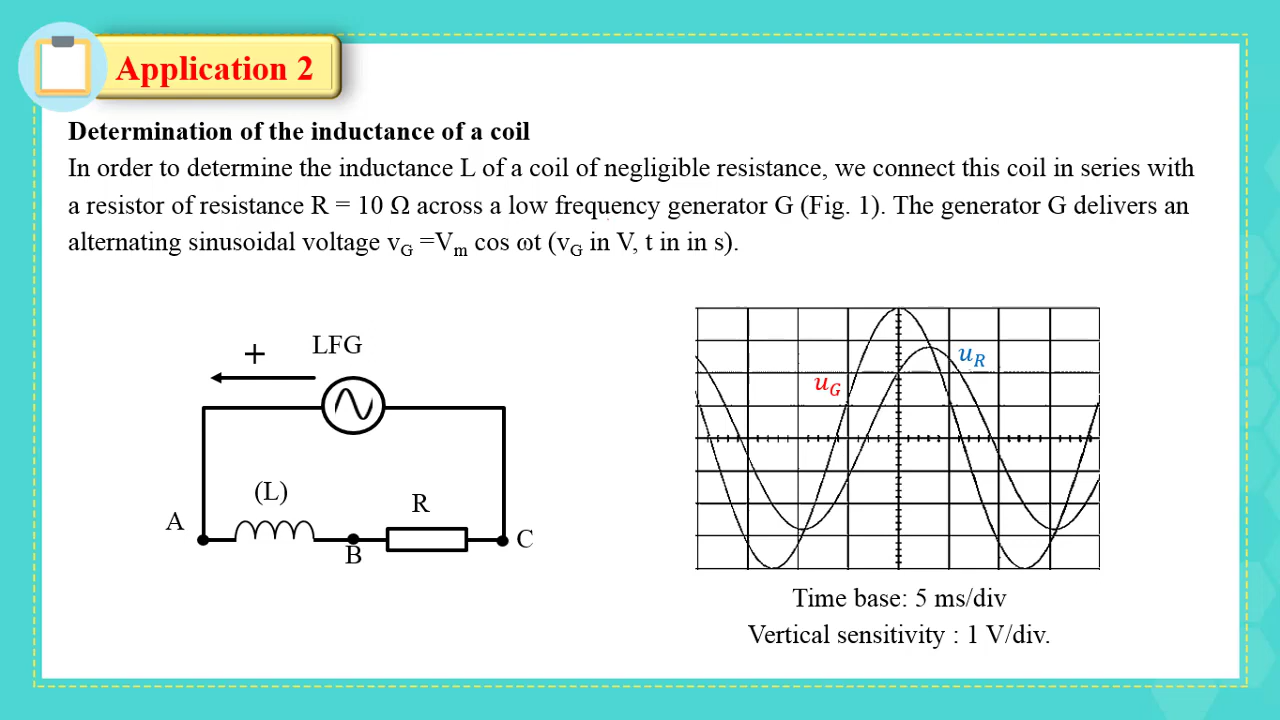 Application 2
Determination of the inductance of a coil
In order to determine the inductance L of a coil of negligible resistance, we connect this coil in series with
a resistor of resistance R = 10 Ω across a low frequency generator G (Fig. 1). The generator G delivers an
alternating sinusoidal voltage v_G =V_m cos ωt (v_G in V, t in in s).
+ LFG
u_R
u_G
(L)
R
A
B
C
Time base: 5 ms/div
Vertical sensitivity : 1 V/div.